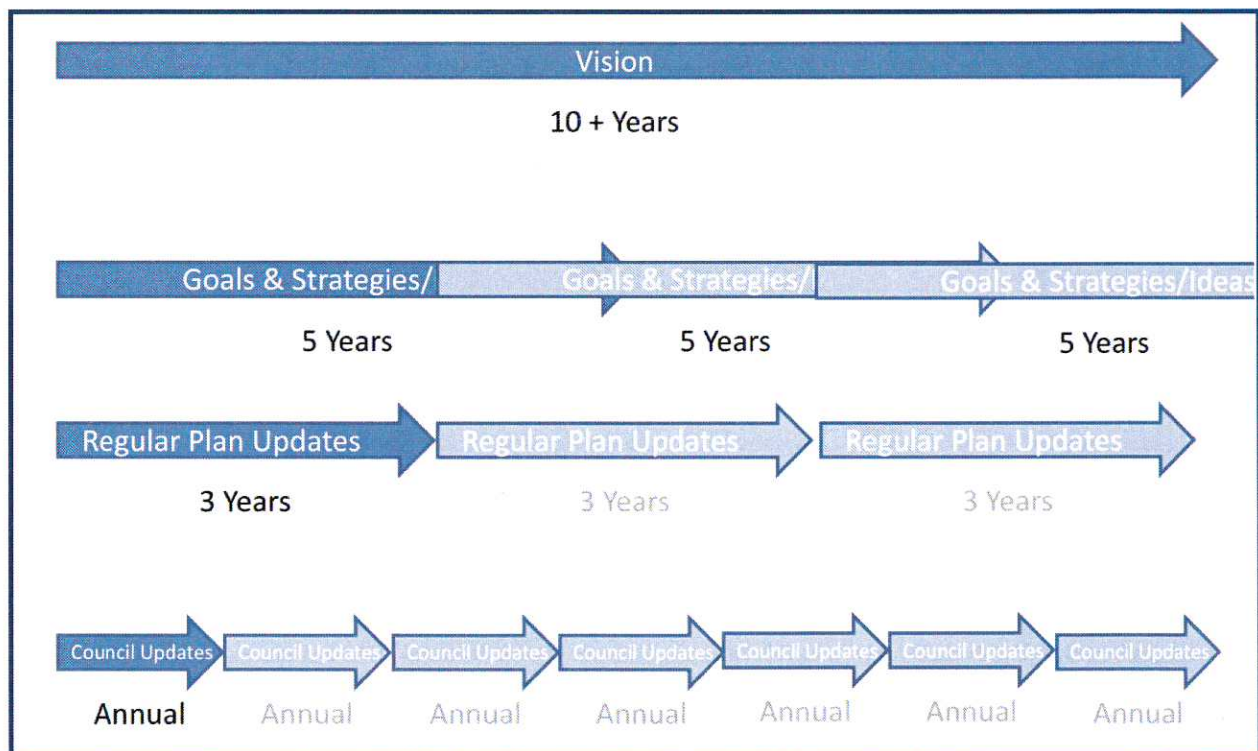 Vision
10 + Years
Goals & Strategies/
Goals & Strategies/
Goals & Strategies/Ideas
5 Years
5 Years
5 Years
Regular Plan Updates
Regular Plan Updates
Regular Plan Updates
3 Years
3 Years
3 Years
Council Updates
Council Updates
Council Updates
Council Updates
Council Updates
Council Updates
Council Updates
Annual
Annual
Annual
Annual
Annual
Annual
Annual